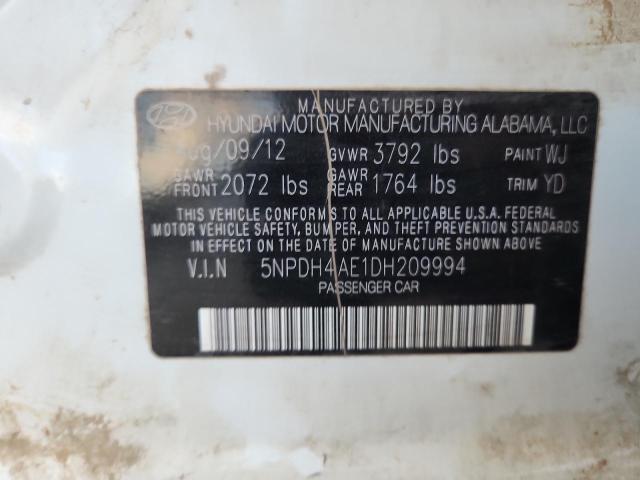 MANUFACTURED BY
HYUNDAI MOTOR MANUFACTURING ALABAMA, LLC
/09/12 GVWR 3792 lbs PAINT WJ
GAWR FRONT 2072 lbs GAWR REAR 1764 lbs TRIM YD
THIS VEHICLE CONFORMS TO ALL APPLICABLE U.S.A. FEDERAL
MOTOR VEHICLE SAFETY, BUMPER, AND THEFT PREVENTION STANDARDS
IN EFFECT ON THE DATE OF MANUFACTURE SHOWN ABOVE
V.I.N 5NPDH4AE1DH209994
PASSENGER CAR